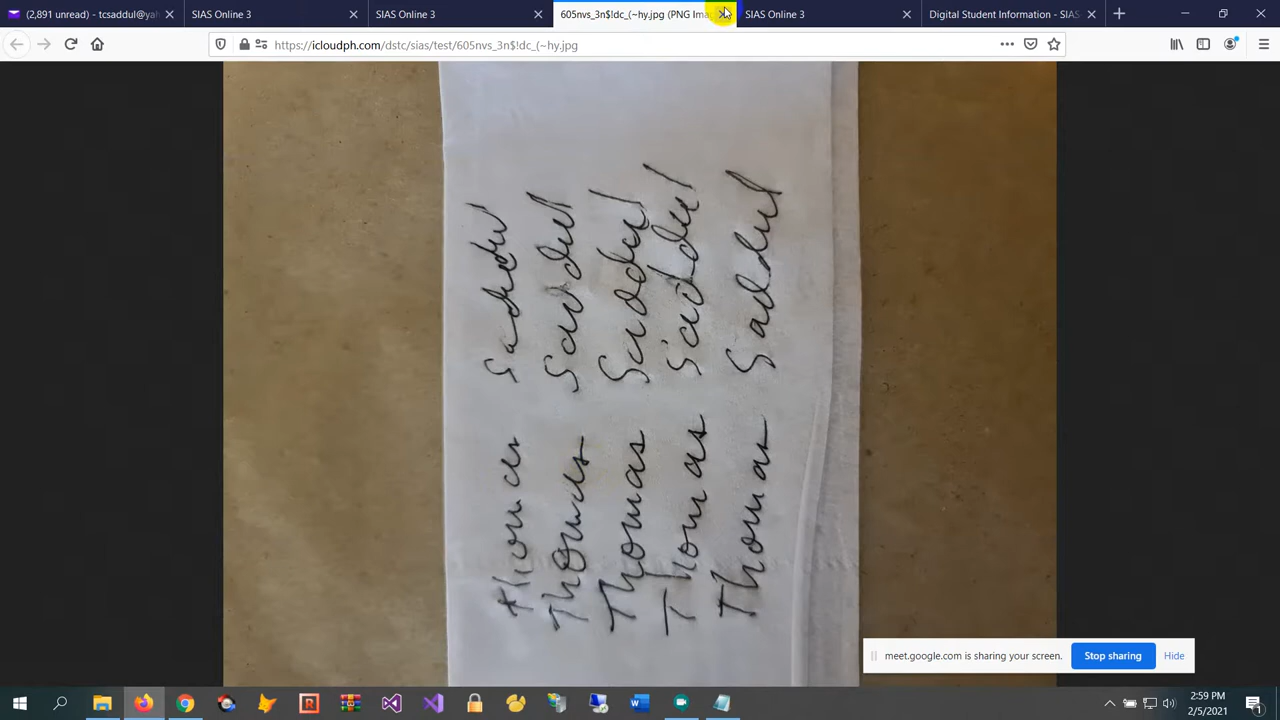 (2,891 unread) - tcsaddul@yah
SIAS Online 3
SIAS Online 3
605nvs_3n$!dc_(~hy.jpg (PNG Ima
SIAS Online 3
Digital Student Information - SIAS
https://icloudph.com/dstc/sias/test/605nvs_3n$!dc_(~hy.jpg
Thomas Saddul
Thomas Saddul
Thomas Saddul
Thomas Saddul
Thomas Saddul
meet.google.com is sharing your screen.
Stop sharing
Hide
2:59 PM
2/5/2021